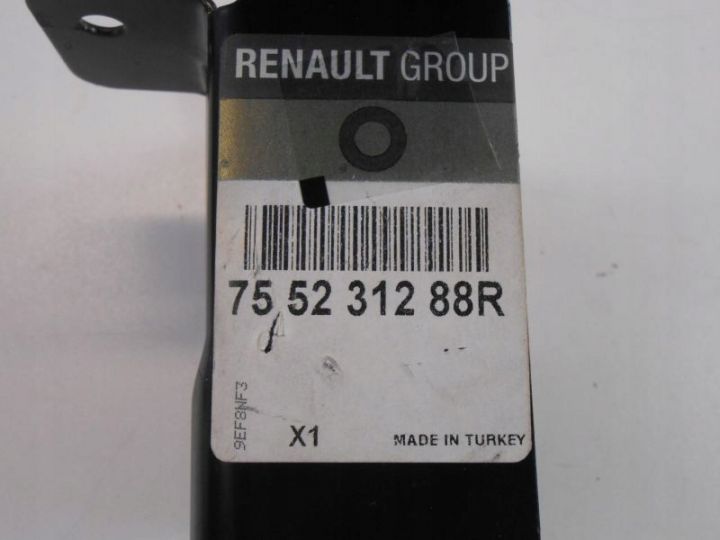 RENAULT GROUP
75 52 312 88R
9EF8NF3
X1
MADE IN TURKEY